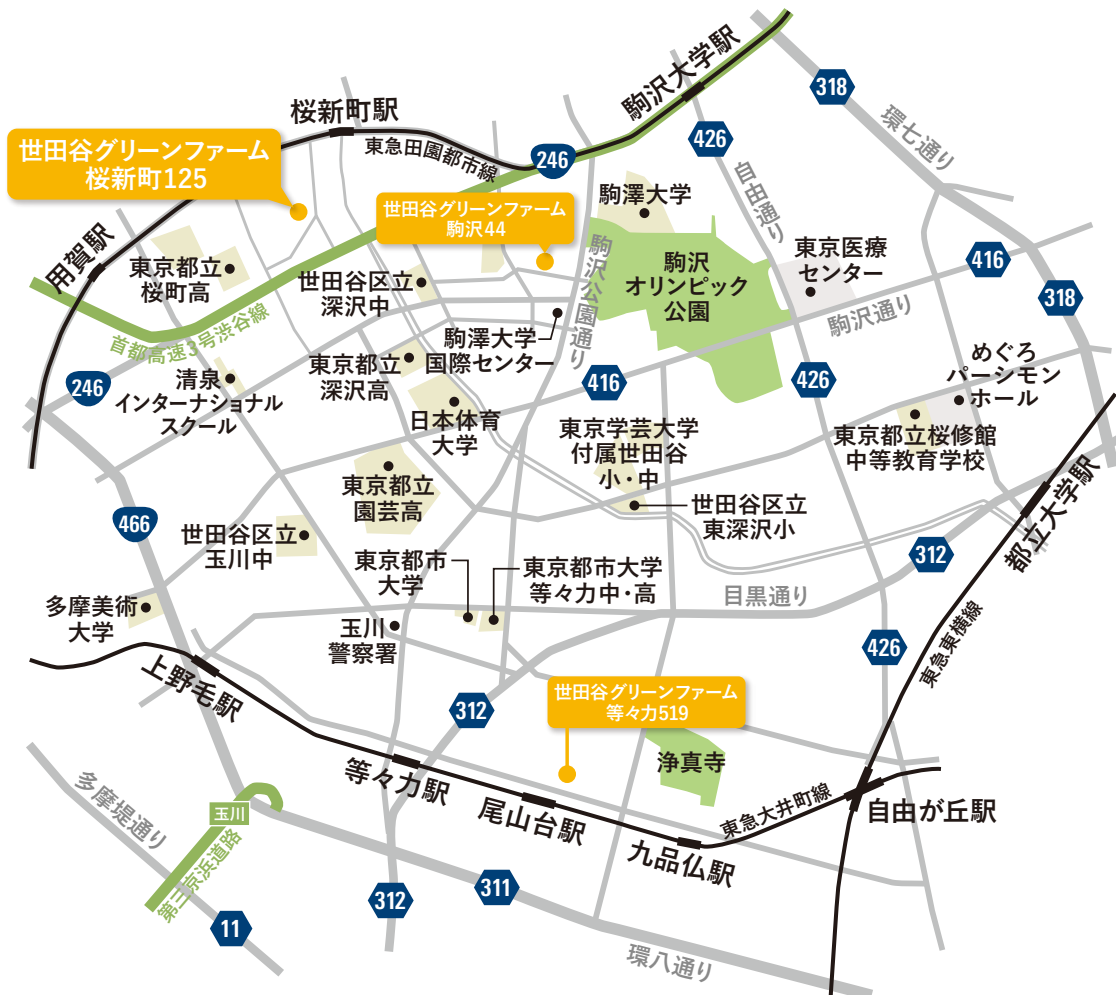 駒沢大学駅
318
桜新町駅
世田谷グリーンファーム
桜新町125
東急田園都市線
246
426
環七通り
自由通り
駒澤大学
世田谷グリーンファーム
駒沢44
用賀駅
東京都立
桜町高
世田谷区立
深沢中
駒沢公園通り
駒沢
オリンピック
公園
東京医療
センター
416
318
駒沢通り
首都高速3号渋谷線
駒澤大学
国際センター
246
清泉
インターナショナル
スクール
東京都立
深沢高
416
426
めぐろ
パーシモン
ホール
日本体育
大学
東京学芸大学
付属世田谷
小・中
東京都立桜修館
中等教育学校
東京都立
園芸高
世田谷区立
東深沢小
都立大学駅
466
世田谷区立
玉川中
312
東京都市
大学
東京都市大学
等々力中・高
目黒通り
多摩美術
大学
玉川
警察署
426
東急東横線
上野毛駅
312
世田谷グリーンファーム
等々力519
浄真寺
等々力駅
尾山台駅
九品仏駅
東急大井町線
自由が丘駅
多摩堤通り
玉川
第三京浜道路
11
312
311
環八通り